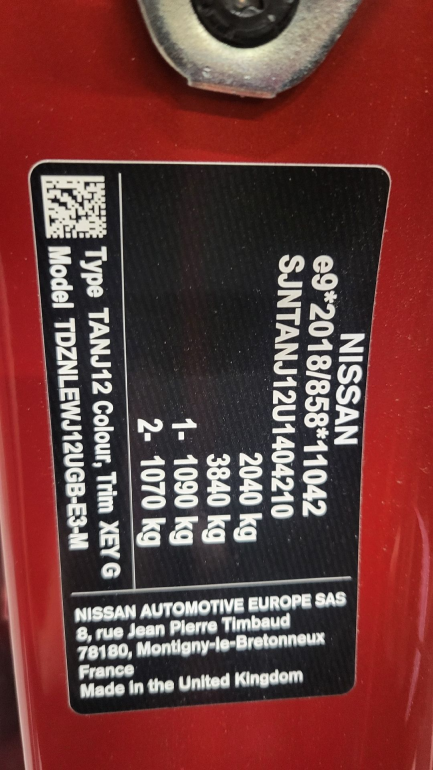 NISSAN
e9*2018/858*11042
SJNTANJ12U1404210
2040 kg
3840 kg
1- 1090 kg
2- 1070 kg
Type TANJ12 Colour, Trim XEY G
Model TDZNLEWJ12UGB-E3-M
NISSAN AUTOMOTIVE EUROPE SAS
8, rue Jean Pierre Timbaud
78180, Montigny-le-Bretonneux
France
Made in the United Kingdom